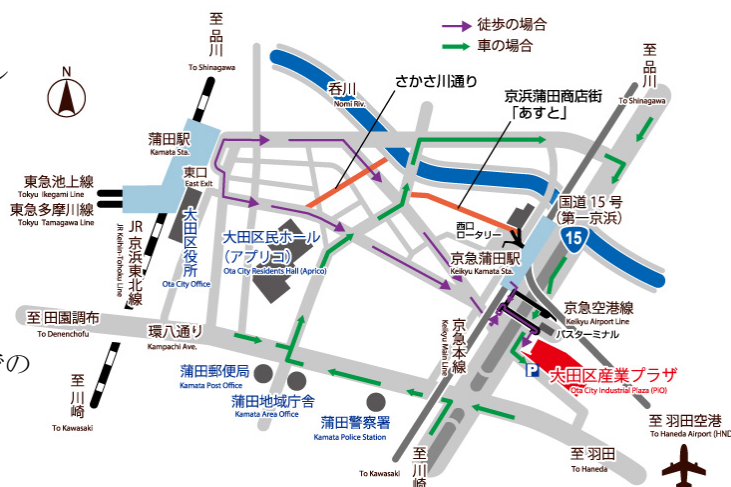 徒歩の場合
車の場合
至
品
川
To Shinagawa
N
呑川
Nomi Riv.
さかさ川通り
京浜蒲田商店街
「あすと」
至
品
川
To Shinagawa
蒲田駅
Kamata Sta.
東口
East Exit
東急池上線
Tokyu Ikegami Line
東急多摩川線
Tokyu Tamagawa Line
JR
京浜東北線
JR Keihin-Tohoku Line
大田区役所
Ota City Office
大田区民ホール
（アプリコ）
Ota City Residents Hall (Aprico)
国道 15 号
（第一京浜）
15
西口
ロータリー
京急蒲田駅
Keikyu Kamata Sta.
京急空港線
Keikyu Airport Line
バスターミナル
京急本線
Keikyu Main Line
至 田園調布
To Denenchofu
環八通り
Kampachi Ave.
での
P
大田区産業プラザ
Ota City Industrial Plaza (PiO)
蒲田郵便局
Kamata Post Office
蒲田地域庁舎
Kamata Area Office
蒲田警察署
Kamata Police Station
至
川
崎
To Kawasaki
至
川
崎
To Kawasaki
至 羽田
To Haneda
至 羽田空港
To Haneda Airport (HND